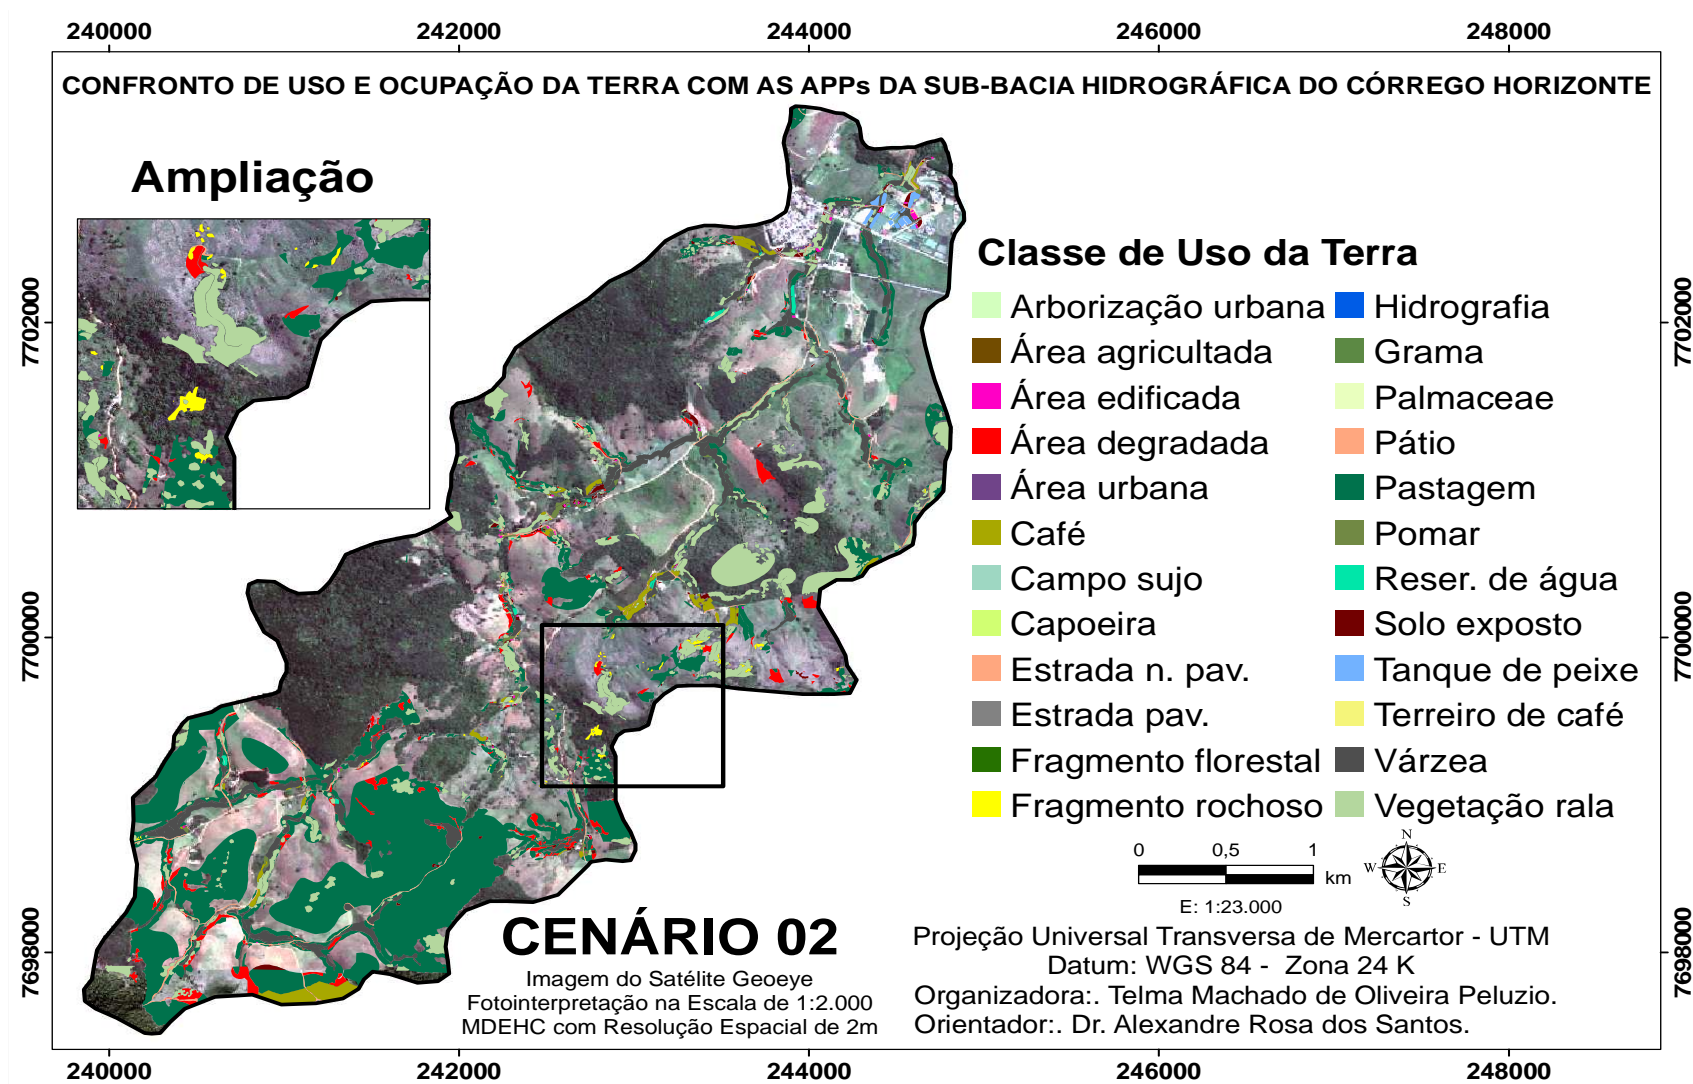 240000 242000 244000 246000 248000
CONFRONTO DE USO E OCUPAÇÃO DA TERRA COM AS APPs DA SUB-BACIA HIDROGRÁFICA DO CÓRREGO HORIZONTE
Ampliação
Classe de Uso da Terra
Arborização urbana
Área agricultada
Área edificada
Área degradada
Área urbana
Café
Campo sujo
Capoeira
Estrada n. pav.
Estrada pav.
Fragmento florestal
Fragmento rochoso
Hidrografia
Grama
Palmaceae
Pátio
Pastagem
Pomar
Reser. de água
Solo exposto
Tanque de peixe
Terreiro de café
Várzea
Vegetação rala
7702000
7700000
7698000
7702000
7700000
7698000
0 0,5 1
km
E: 1:23.000
N
W E
S
CENÁRIO 02
Imagem do Satélite Geoeye
Fotointerpretação na Escala de 1:2.000
MDEHC com Resolução Espacial de 2m
Projeção Universal Transversa de Mercartor - UTM
Datum: WGS 84 - Zona 24 K
Organizadora:. Telma Machado de Oliveira Peluzio.
Orientador:. Dr. Alexandre Rosa dos Santos.
240000 242000 244000 246000 248000